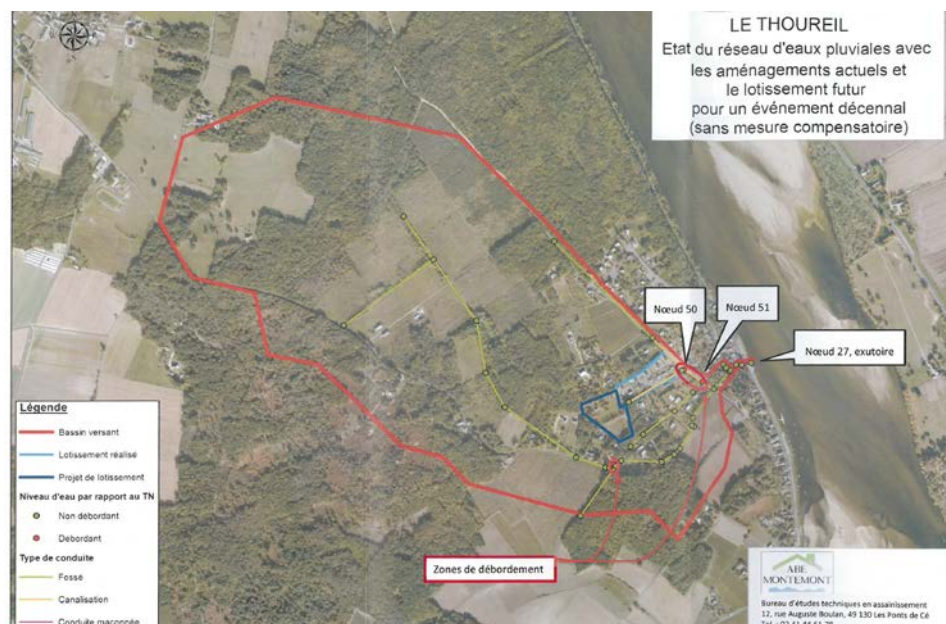 LE THOUREIL
Etat du réseau d'eaux pluviales avec
les aménagements actuels et
le lotissement futur
pour un événement décennal
(sans mesure compensatoire)
Nœud 50
Nœud 51
Nœud 27, exutoire
Légende
Bassin versant
Lotissement réalisé
Projet de lotissement
Niveau d'eau par rapport au TN
Non débordant
Débordant
Type de conduite
Fossé
Canalisation
Conduite maçonnée
Zones de débordement
ABE
MONTEMONT
Bureau d'études techniques en assainissement
12, rue Auguste Boulan, 49 130 Les Ponts de Cé